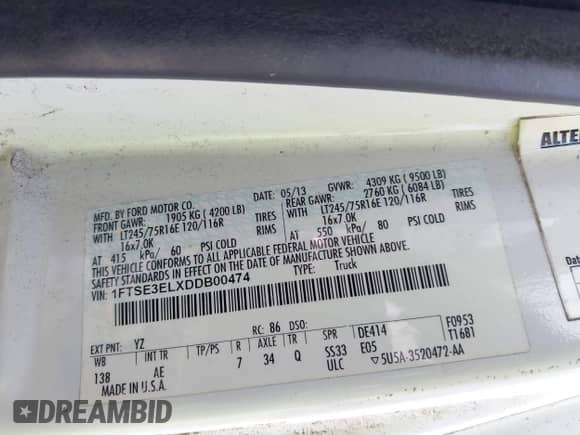 MFD. BY FORD MOTOR CO. DATE: 05/13 GVWR: 4309 KG ( 9500 LB)
FRONT GAWR: 1905 KG ( 4200 LB) REAR GAWR: 2760 KG ( 6084 LB)
WITH LT245/75R16E 120/116R TIRES WITH LT245/75R16E 120/116R TIRES
16x7.0K RIMS 16x7.0K RIMS
AT 415 kPa/ 60 PSI COLD AT 550 kPa/ 80 PSI COLD
THIS VEHICLE CONFORMS TO ALL APPLICABLE FEDERAL MOTOR VEHICLE
SAFETY STANDARDS IN EFFECT ON THE DATE OF MANUFACTURE SHOWN ABOVE.
VIN: 1FTSE3ELXDDB00474 TYPE: Truck
EXT PNT: YZ RC: 86 DSO: F0953
WB INT TR TP/PS R AXLE TR SPR DE414 T1681
138 AE 7 34 Q SS33 E05
MADE IN U.S.A. ULC 5U5A-3520472-AA
ALTE
DREAMBID